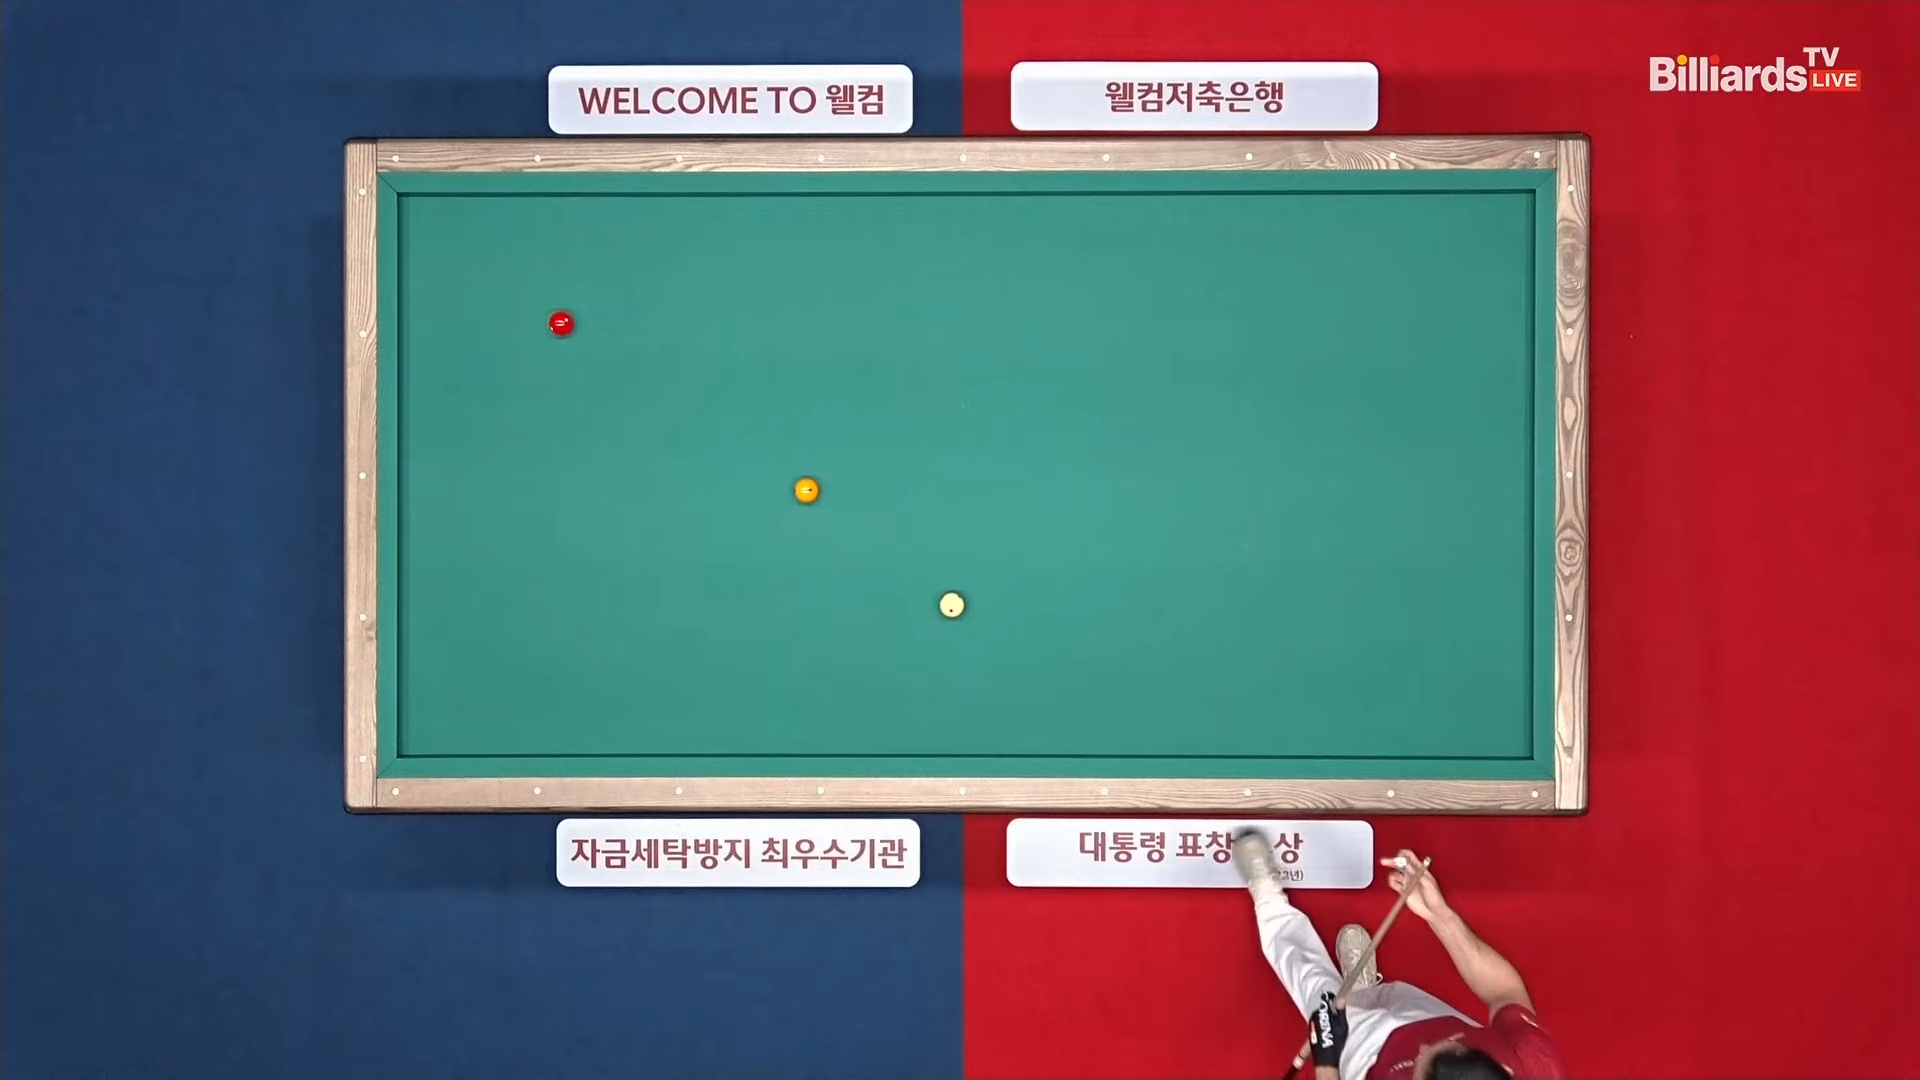 Billiards TV
LIVE
WELCOME TO 웰컴
웰컴저축은행
자금세탁방지 최우수기관
대통령 표창 상